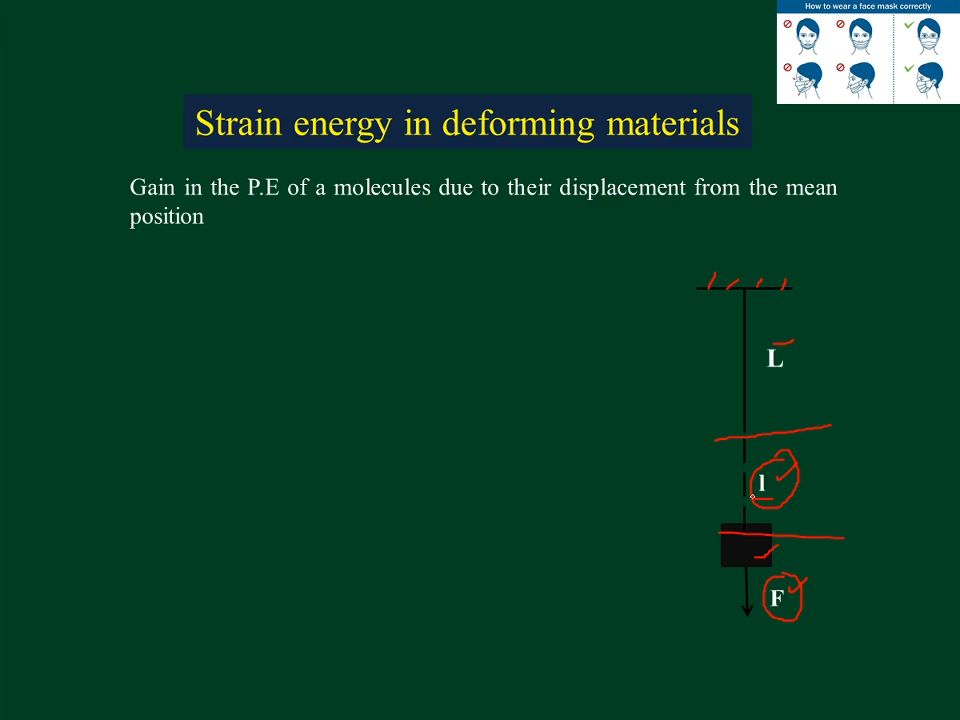 How to wear a face mask correctly
Strain energy in deforming materials
Gain in the P.E of a molecules due to their displacement from the mean
position
L
l
F